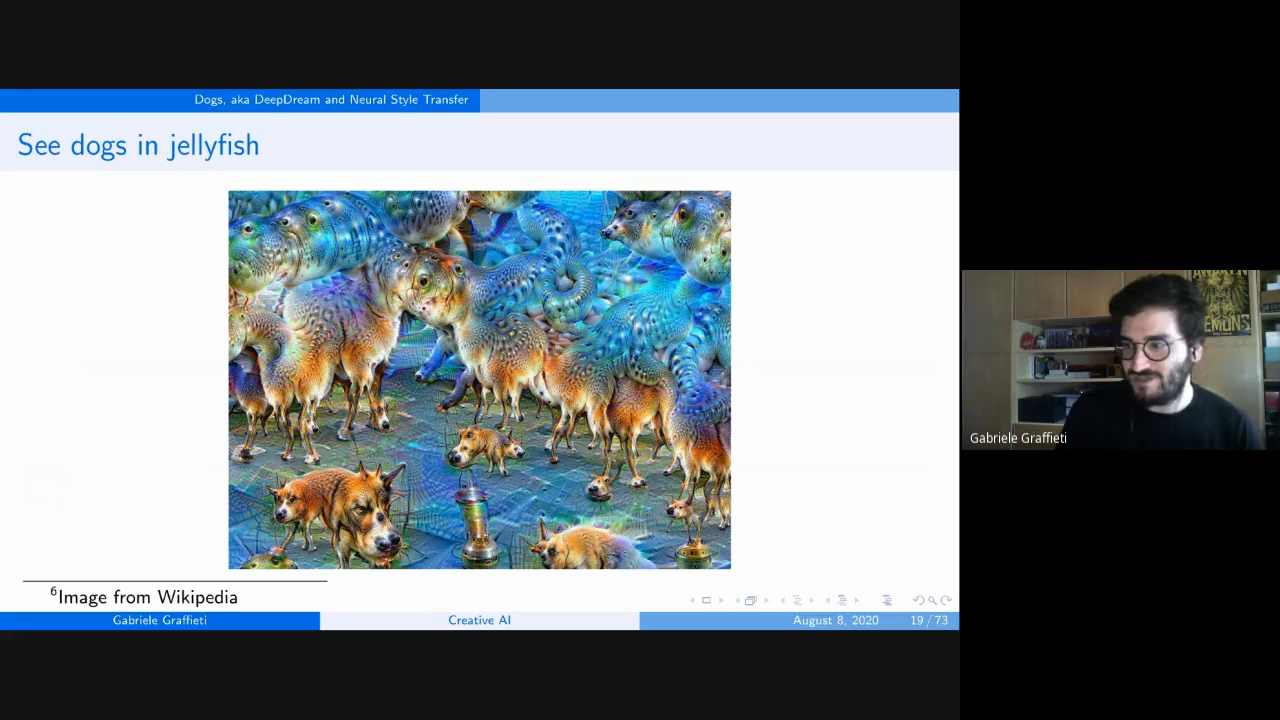 Dogs, aka DeepDream and Neural Style Transfer
See dogs in jellyfish
6Image from Wikipedia
Gabriele Graffieti
Creative AI
August 8, 2020
19 / 73
Gabriele Graffieti